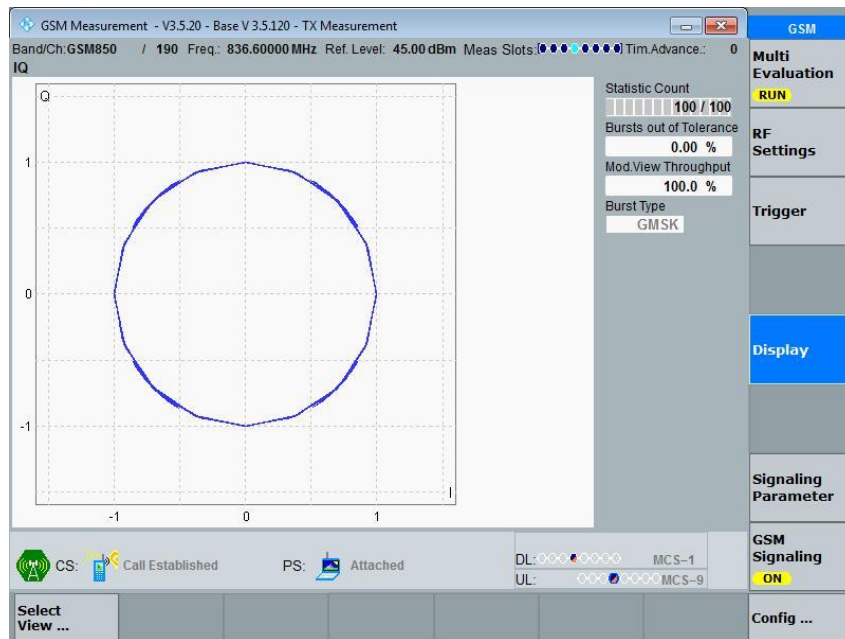 GSM Measurement - V3.5.20 - Base V 3.5.120 - TX Measurement
GSM
Band/Ch: GSM850 / 190 Freq.: 836.60000 MHz Ref. Level: 45.00 dBm Meas Slots: Tim.Advance.: 0
IQ
Multi
Evaluation
RUN
Q
Statistic Count
100 / 100
Bursts out of Tolerance
0.00 %
Mod.View Throughput
100.0 %
Burst Type
GMSK
RF
Settings
Trigger
1
0
-1
I
-1 0 1
Display
Signaling
Parameter
CS: Call Established PS: Attached
DL: MCS-1
UL: MCS-9
GSM
Signaling
ON
Select
View ...
Config ...